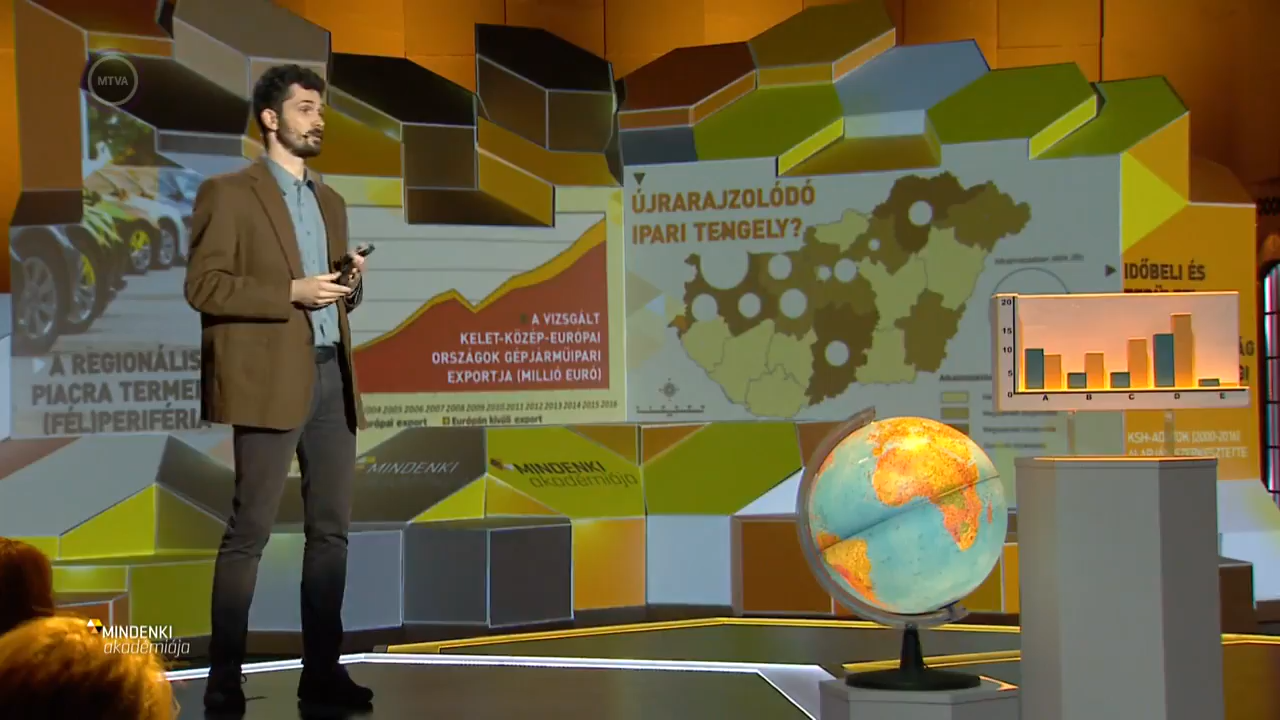 MTVA
A REGIONÁLIS
PIACRA TERMEL
(FÉL)PERIFÉRIA
A VIZSGÁLT
KELET-KÖZÉP-EURÓPAI
ORSZÁGOK GÉPJÁRMŰIPARI
EXPORTJA (MILLIÓ EURÓ)
2005 2006 2007 2008 2009 2010 2011 2012 2013 2014 2015 2016
export
Európán kívüli export
ÚJRARAJZOLÓDÓ
IPARI TENGELY?
IDŐBELI ÉS
20
15
10
5
0
A B C D E
KSH-ADATOK (2000-2016)
MINDENKI
MINDENKI
akadémiája
MINDENKI
akadémiája